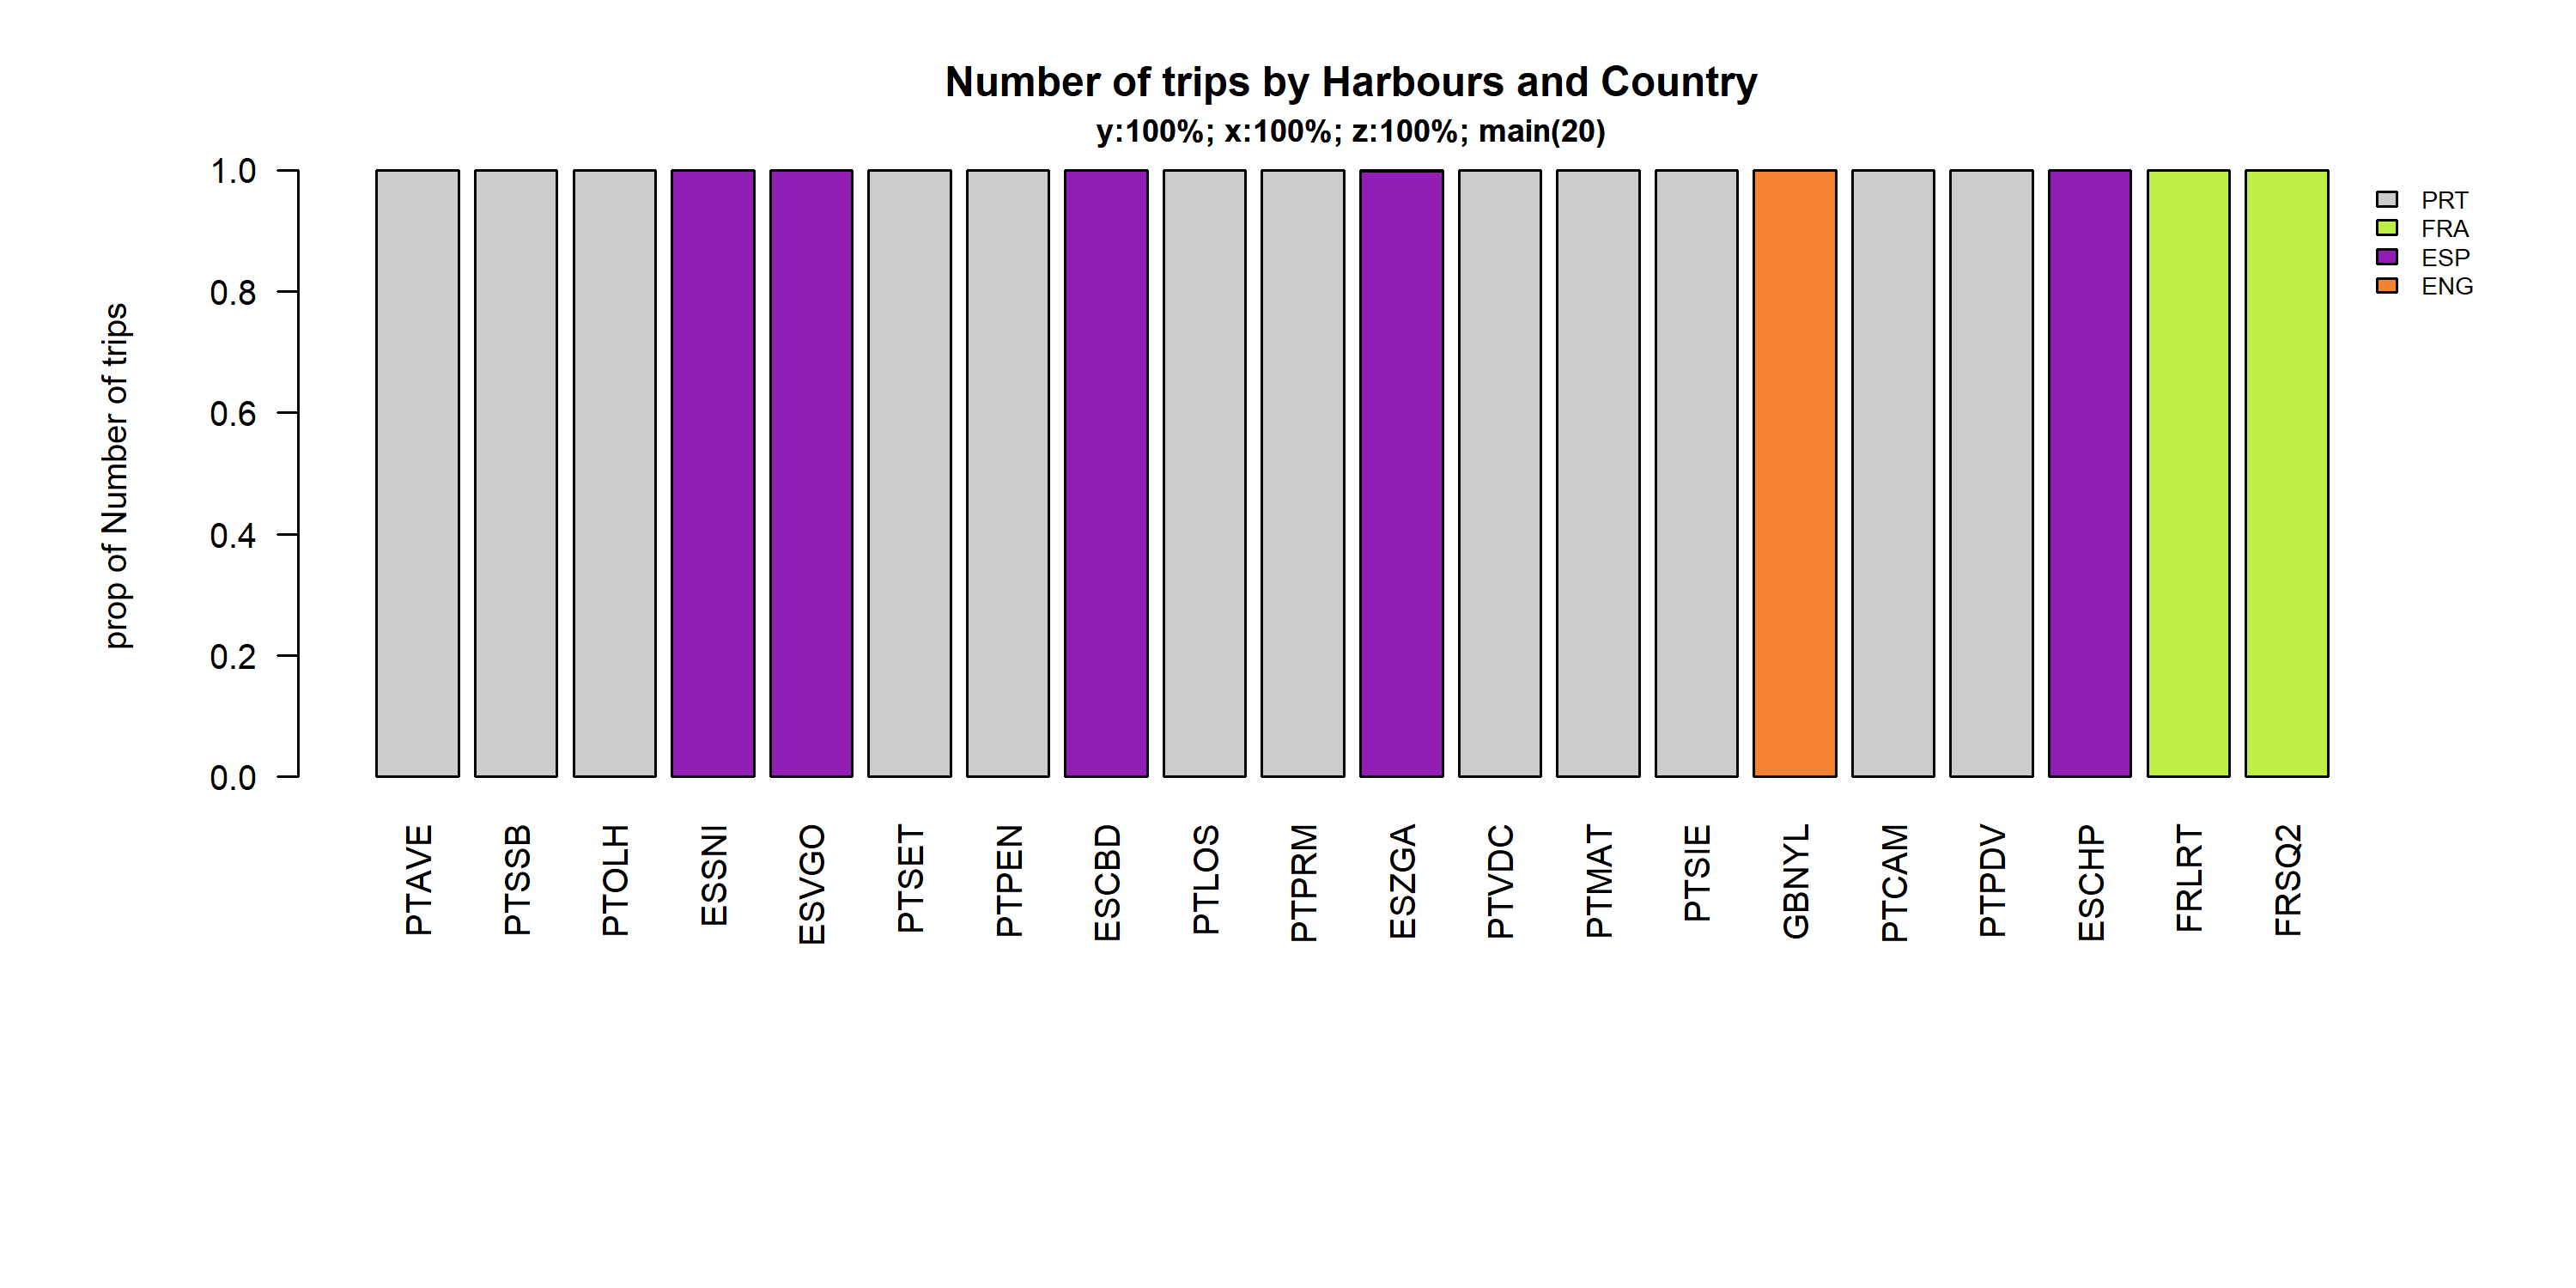 Number of trips by Harbours and Country
y:100%; x:100%; z:100%; main(20)
prop of Number of trips
1.0
0.8
0.6
0.4
0.2
0.0
PRT
FRA
ESP
ENG
PTAVE
PTSSB
PTOLH
ESSNI
ESVGO
PTSET
PTPEN
ESCBD
PTLOS
PTPRM
ESZGA
PTVDC
PTMAT
PTSIE
GBNYL
PTCAM
PTPDV
ESCHP
FRLRT
FRSQ2